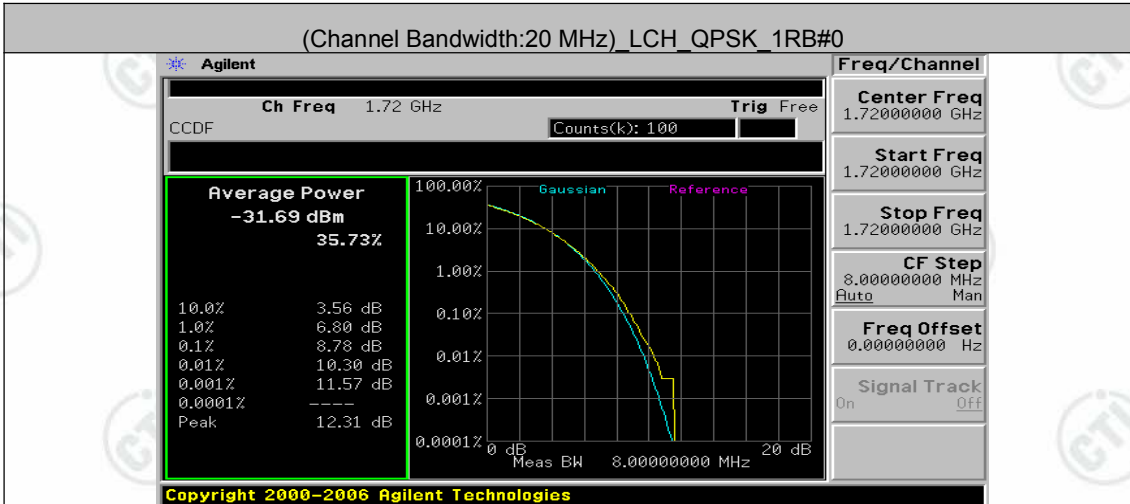 (Channel Bandwidth:20 MHz)_LCH_QPSK_1RB#0
Agilent
Freq/Channel
Ch Freq 1.72 GHz Trig Free
CCDF Counts(k): 100
Average Power
-31.69 dBm
35.73%
10.0% 3.56 dB
1.0% 6.80 dB
0.1% 8.78 dB
0.01% 10.30 dB
0.001% 11.57 dB
0.0001% ----
Peak 12.31 dB
Gaussian Reference
100.00%
10.00%
1.00%
0.10%
0.01%
0.001%
0.0001%
0 dB 20 dB
Meas BW 8.00000000 MHz
Center Freq
1.72000000 GHz
Start Freq
1.72000000 GHz
Stop Freq
1.72000000 GHz
CF Step
8.00000000 MHz
Auto Man
Freq Offset
0.00000000 Hz
Signal Track
On Off
Copyright 2000-2006 Agilent Technologies
CTI
CTI
CTI
CTI